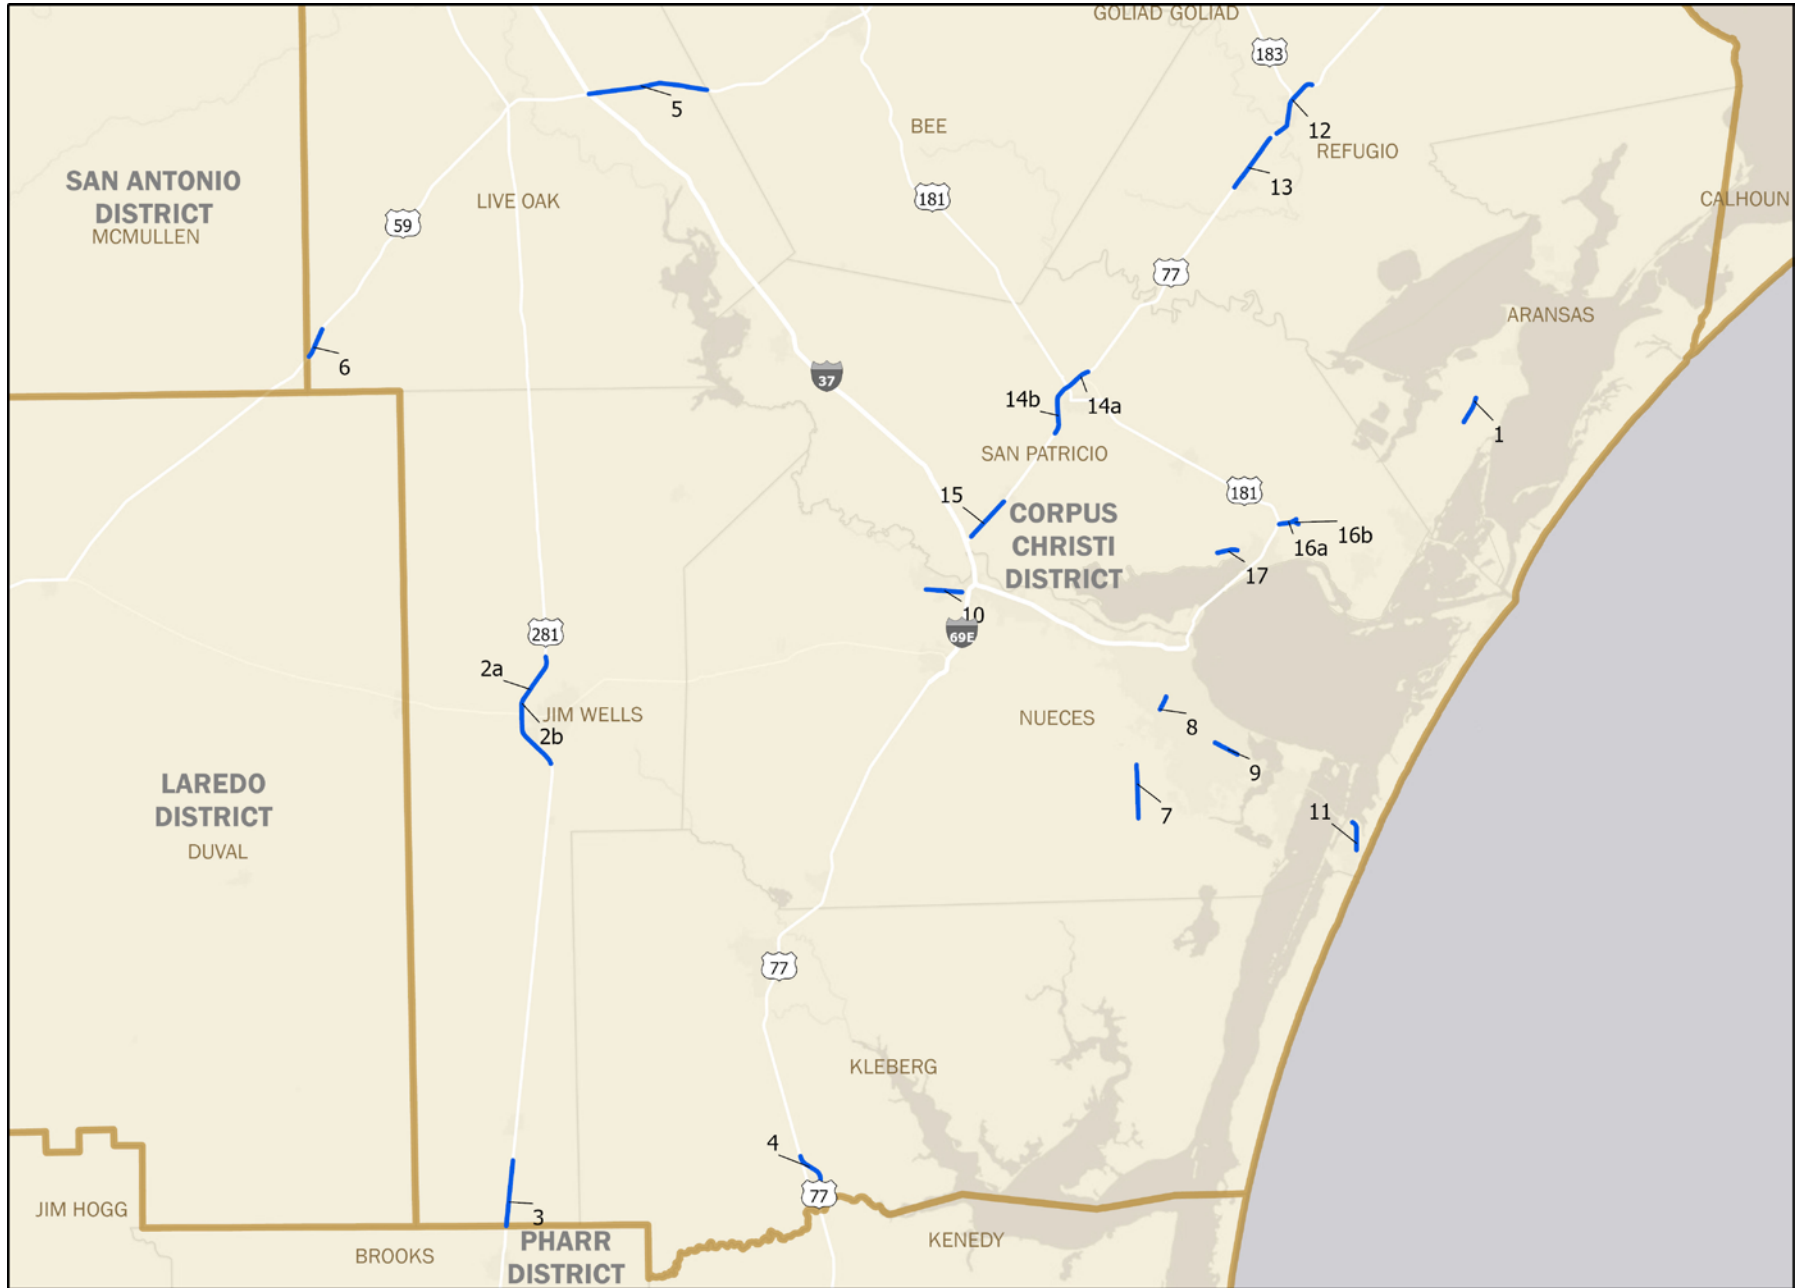 GOLIAD GOLIAD
183
5
BEE
12
REFUGIO
SAN ANTONIO
DISTRICT
MCMULLEN
LIVE OAK
181
13
CALHOUN
59
77
ARANSAS
6
37
14b
14a
1
SAN PATRICIO
15
181
CORPUS
CHRISTI
DISTRICT
16b
16a
17
10
69E
281
2a
JIM WELLS
2b
NUECES
8
9
7
11
LAREDO
DISTRICT
DUVAL
77
KLEBERG
4
77
JIM HOGG
3
PHARR
DISTRICT
BROOKS
KENEDY